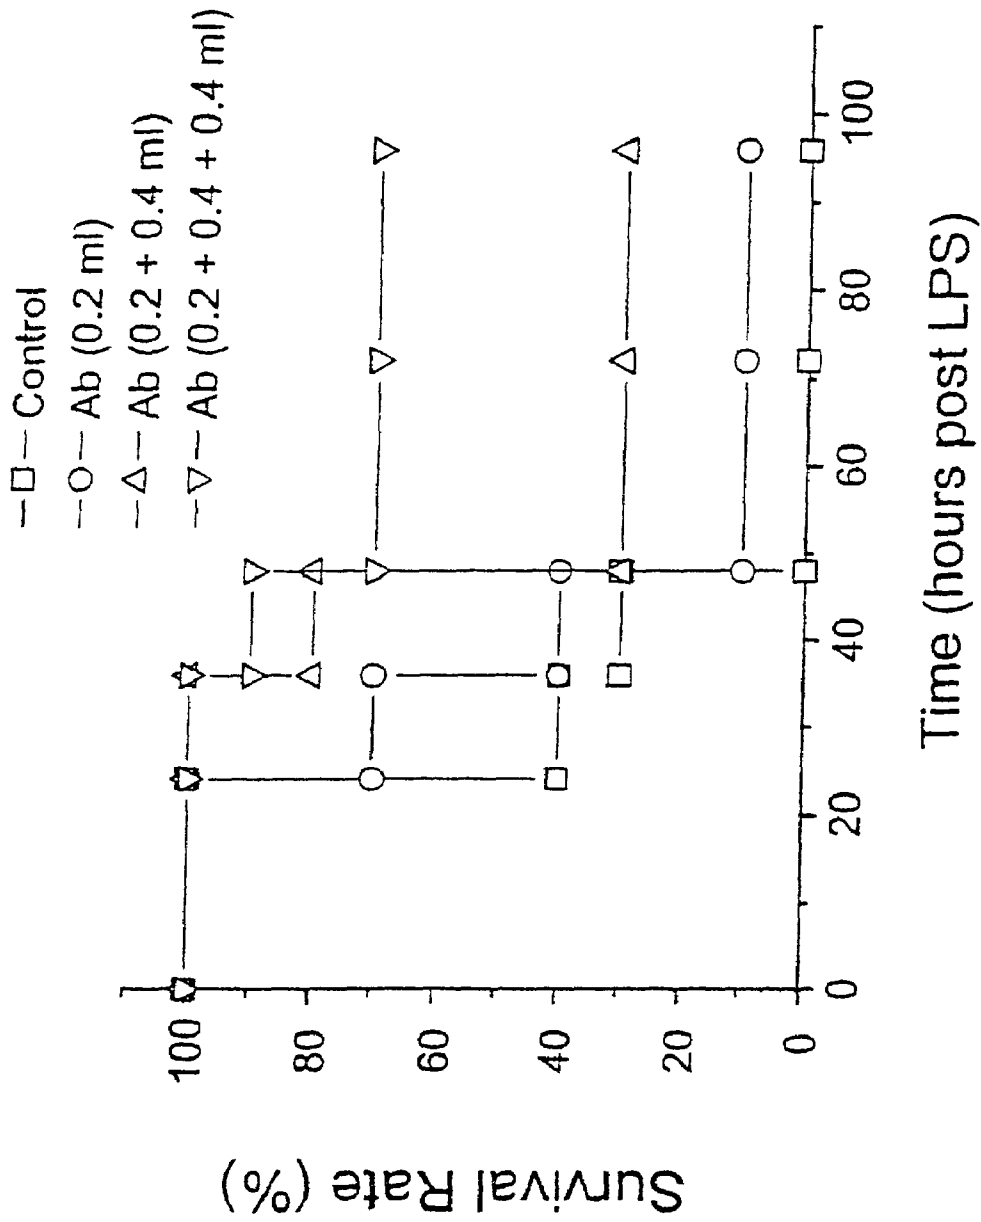 Control
Ab (0.2 ml)
Ab (0.2 + 0.4 ml)
Ab (0.2 + 0.4 + 0.4 ml)
Survival Rate (%)
100
80
60
40
20
0
0
20
40
60
80
100
Time (hours post LPS)